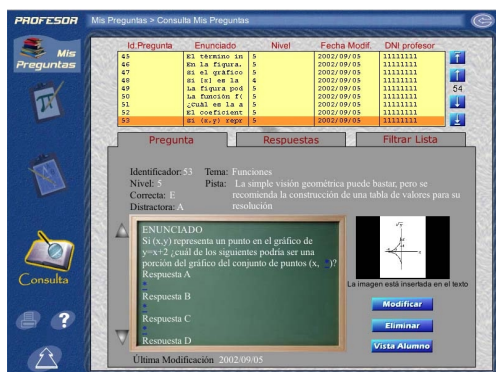 PROFESOR
Mis Preguntas > Consulta Mis Preguntas
Mis
Preguntas
Id.Pregunta Enunciado Nivel Fecha Modif. DNI profesor
45 El término in 5 2002/09/05 11111111
46 En la figura. 5 2002/09/05 11111111
47 si el gráfico 5 2002/09/05 11111111
48 si [x] es la 4 2002/09/05 11111111
49 La figura pod 5 2002/09/05 11111111
50 La función f( 5 2002/09/05 11111111
51 ¿Cuál es la a 5 2002/09/05 11111111
52 El coeficient 5 2002/09/05 11111111
53 si (x,y) repr 5 2002/09/05 11111111
54
Pregunta Respuestas Filtrar Lista
Identificador: 53 Tema: Funciones
Nivel: 5 Pista: La simple visión geométrica puede bastar, pero se
Correcta: E recomienda la construcción de una tabla de valores para su
Distractora: A resolución
ENUNCIADO
Si (x,y) representa un punto en el gráfico de
y=x+2 ¿cuál de los siguientes podría ser una
porción del gráfico del conjunto de puntos (x, )?
Respuesta A
*
Respuesta B
*
Respuesta C
*
Respuesta D
La imagen está insertada en el texto
Modificar
Eliminar
Vista Alumno
Última Modificación 2002/09/05
Consulta
?